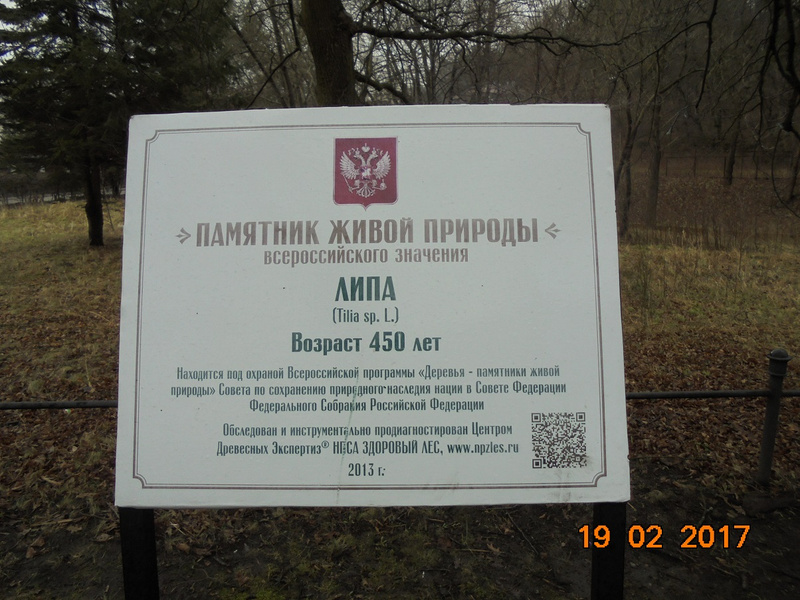 ПАМЯТНИК ЖИВОЙ ПРИРОДЫ
всероссийского значения
ЛИПА
(Tilia sp. L.)
Возраст 450 лет
Находится под охраной Всероссийской программы «Деревья - памятники живой
природы» Совета по сохранению природного наследия нации в Совете Федерации
Федерального Собрания Российской Федерации
Обследован и инструментально продиагностирован Центром
Древесных Экспертиз® НЕСА ЗДОРОВЫЙ ЛЕС, www.npzles.ru
2013 г.
19 02 2017